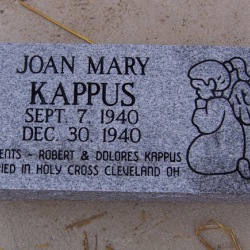 JOAN MARY
KAPPUS
SEPT. 7, 1940
DEC. 30, 1940
ENTS - ROBERT & DOLORES KAPPUS
IED IN HOLY CROSS CLEVELAND OH